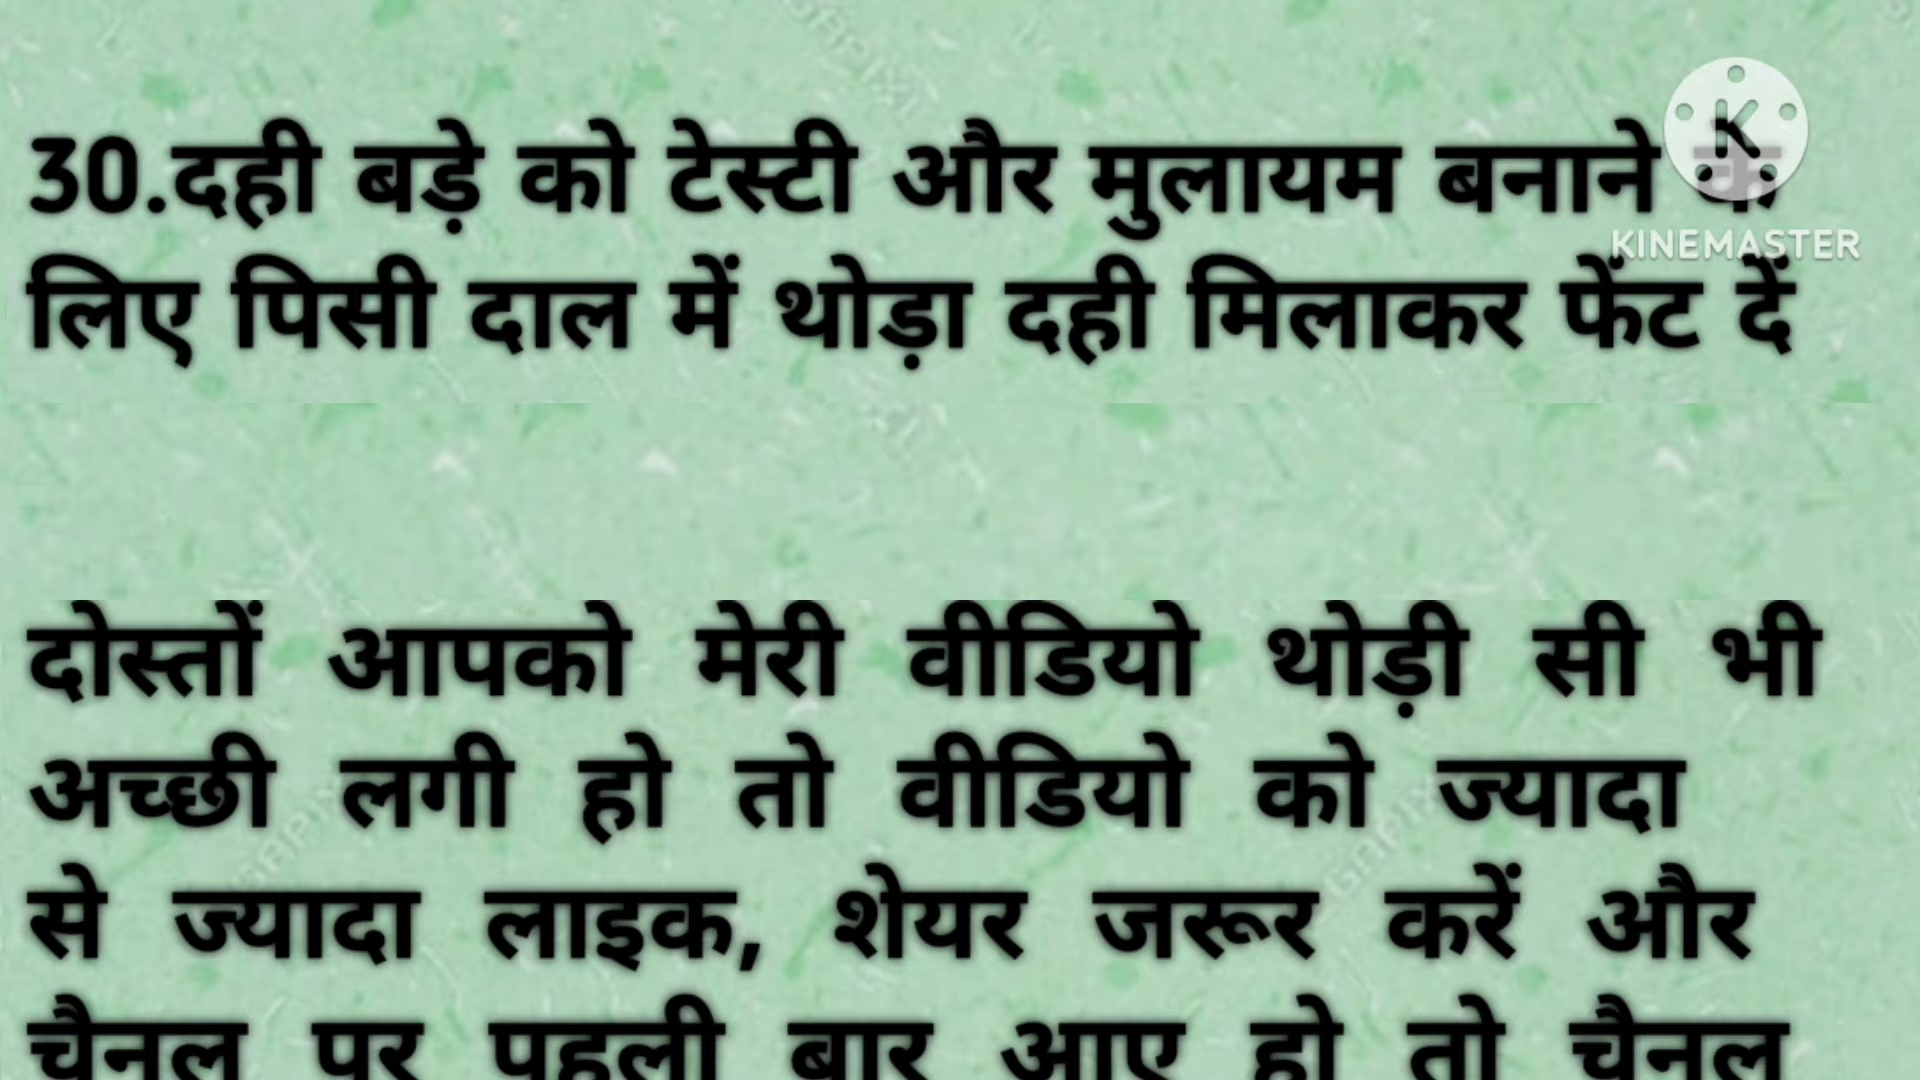 30.दही बड़े को टेस्टी और मुलायम बनाने के
KINEMASTER
लिए पिसी दाल में थोड़ा दही मिलाकर फेंट दें
दोस्तों आपको मेरी वीडियो थोड़ी सी भी
अच्छी लगी हो तो वीडियो को ज्यादा
से ज्यादा लाइक, शेयर जरूर करें और
चैनल पर पहली बार आए हो तो चैनल